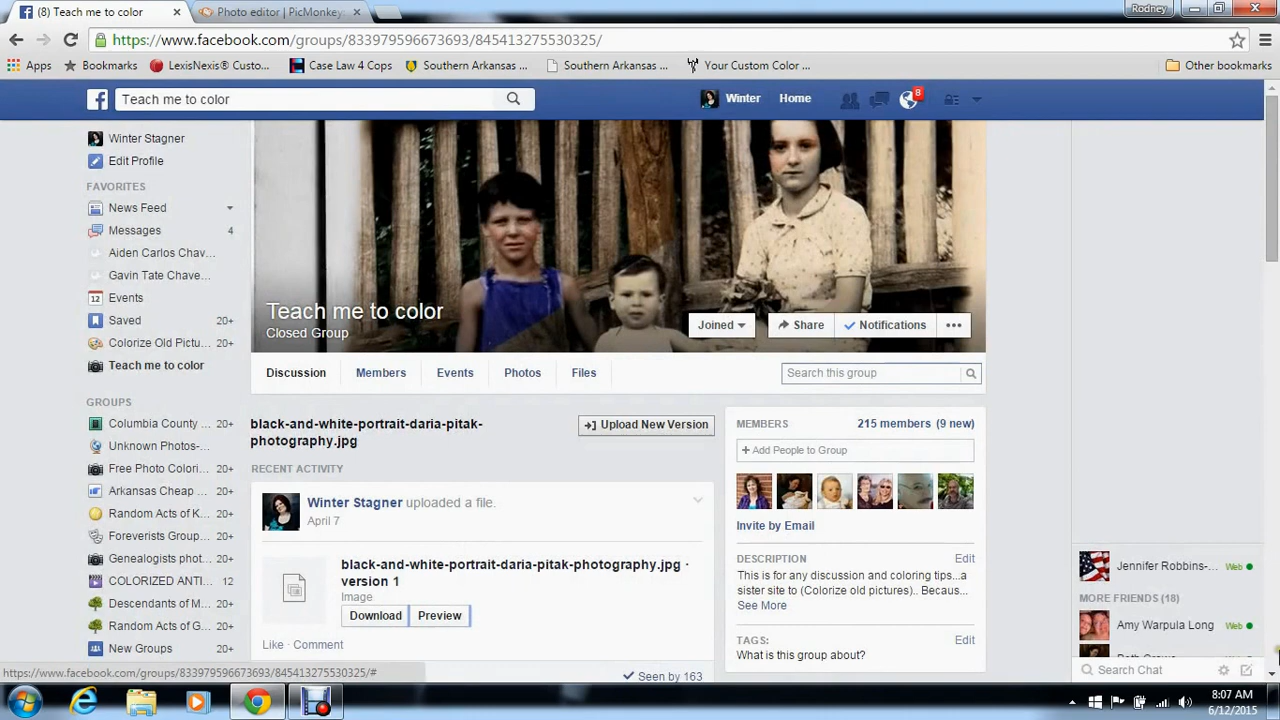 (8) Teach me to color
Photo editor | PicMonkey
Rodney
https://www.facebook.com/groups/833979596673693/845413275530325/
Apps
Bookmarks
LexisNexis® Custo...
Case Law 4 Cops
Southern Arkansas ...
Southern Arkansas ...
Your Custom Color ...
Other bookmarks
Teach me to color
Winter
Home
8
Winter Stagner
Edit Profile
FAVORITES
News Feed
Messages 4
Aiden Carlos Chav...
Gavin Tate Chave...
12 Events
Saved 20+
Colorize Old Pictu... 20+
Teach me to color
GROUPS
Columbia County ... 20+
Unknown Photos-...
Free Photo Colori... 20+
Arkansas Cheap ... 20+
Random Acts of K... 20+
Foreverists Group... 20+
Genealogists phot... 20+
COLORIZED ANTI... 12
Descendants of M... 20+
Random Acts of G... 20+
New Groups 20+
Teach me to color
Closed Group
Joined
Share
Notifications
Discussion
Members
Events
Photos
Files
Search this group
black-and-white-portrait-daria-pitak-
photography.jpg
Upload New Version
RECENT ACTIVITY
Winter Stagner uploaded a file.
April 7
black-and-white-portrait-daria-pitak-photography.jpg ·
version 1
Image
Download
Preview
Like · Comment
Seen by 163
MEMBERS
215 members (9 new)
+ Add People to Group
Invite by Email
DESCRIPTION
Edit
This is for any discussion and coloring tips...a
sister site to (Colorize old pictures).. Becaus...
See More
TAGS:
Edit
What is this group about?
Jennifer Robbins-... Web
MORE FRIENDS (18)
Amy Warpula Long Web
Search Chat
https://www.facebook.com/groups/833979596673693/845413275530325/#
8:07 AM
6/12/2015